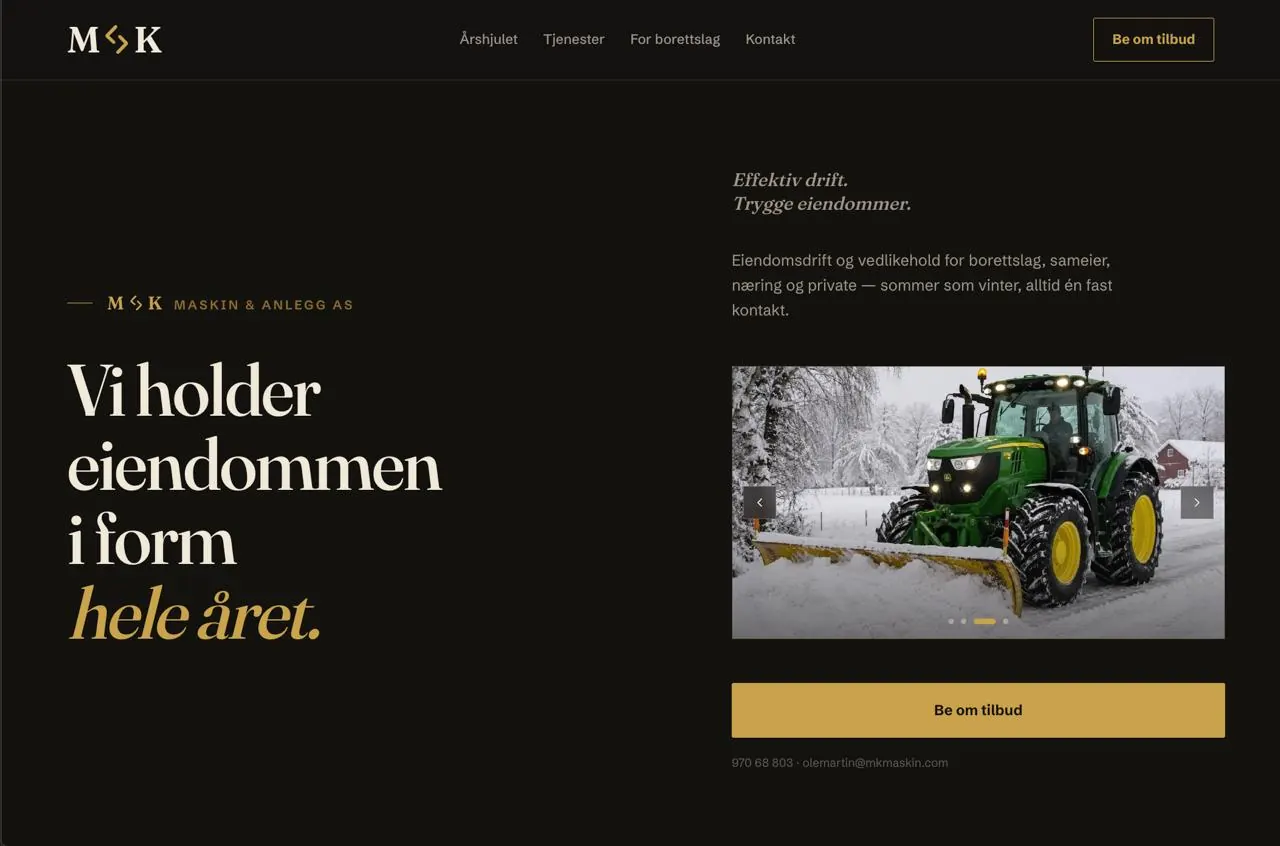 M K
Årshjulet
Tjenester
For borettslag
Kontakt
Be om tilbud
M K MASKIN & ANLEGG AS
Vi holder
eiendommen
i form
hele året.
Effektiv drift.
Trygge eiendommer.
Eiendomsdrift og vedlikehold for borettslag, sameier,
næring og private — sommer som vinter, alltid én fast
kontakt.
Be om tilbud
970 68 803 · olemartin@mkmaskin.com